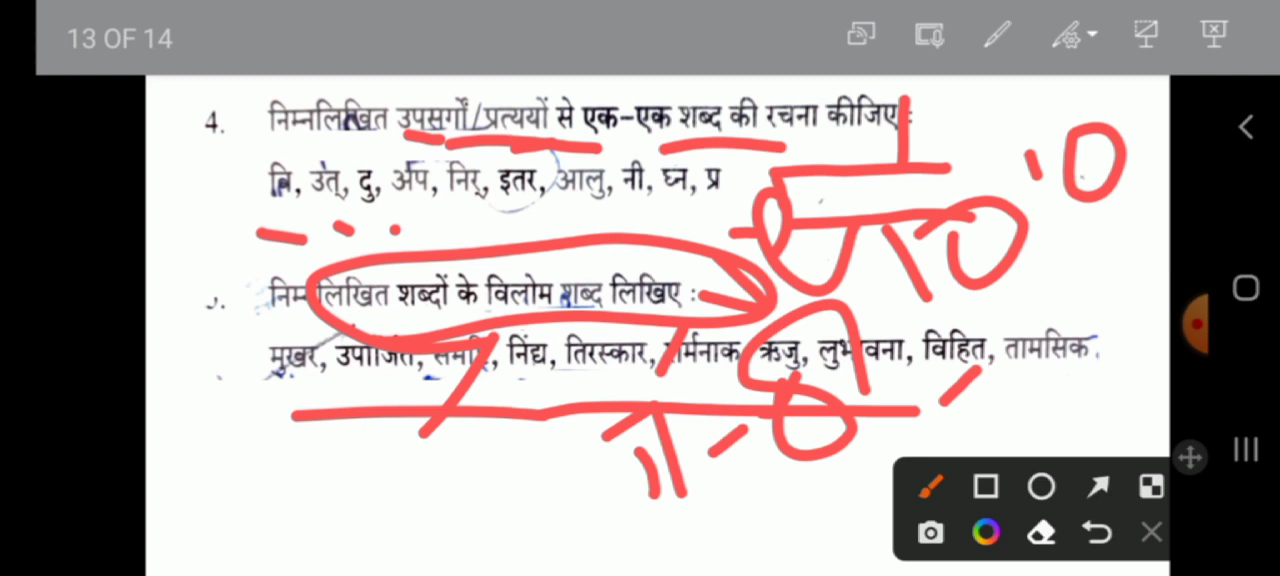 13 OF 14
4. निम्नलिखित उपसर्गों/प्रत्ययों से एक-एक शब्द की रचना कीजिए :
उत्, दु, अप, निर्, इतर, आलु, नी, घ्न, प्र
निम्नलिखित शब्दों के विलोम शब्द लिखिए :
मुखर, उपार्जित, निंद्य, तिरस्कार, ऋजु, विहित, तामसिक.